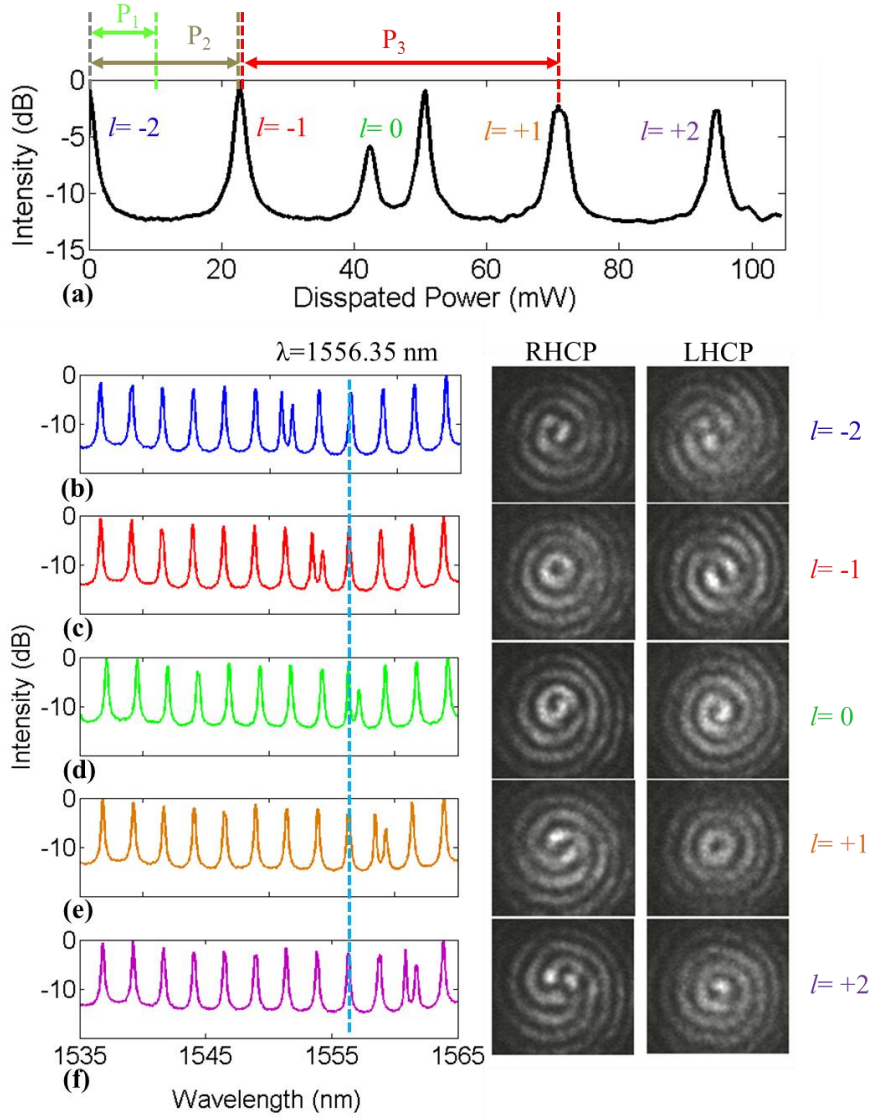 P1
P2
P3
Intensity (dB)
0
-5
-10
-15
l= -2
l= -1
l= 0
l= +1
l= +2
0
20
40
60
80
100
(a)
Disspated Power (mW)
λ=1556.35 nm
RHCP
LHCP
0
-10
(b)
l= -2
0
-10
(c)
l= -1
Intensity (dB)
0
-10
(d)
l= 0
0
-10
(e)
l= +1
0
-10
l= +2
1535
1545
1555
1565
(f)
Wavelength (nm)